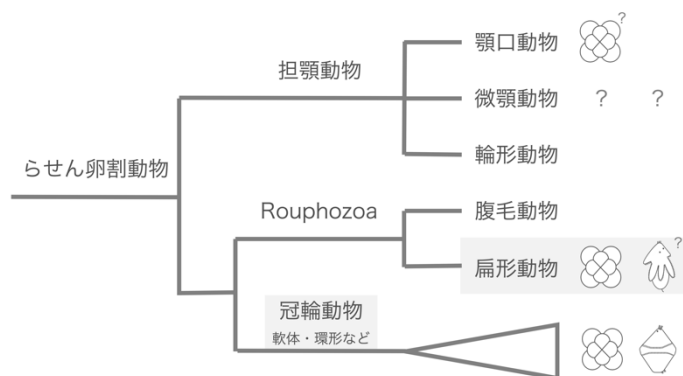 顎口動物 ?
担顎動物
微顎動物 ? ?
らせん卵割動物
輪形動物
Rouphozoa
腹毛動物
扁形動物 ?
冠輪動物
軟体・環形など